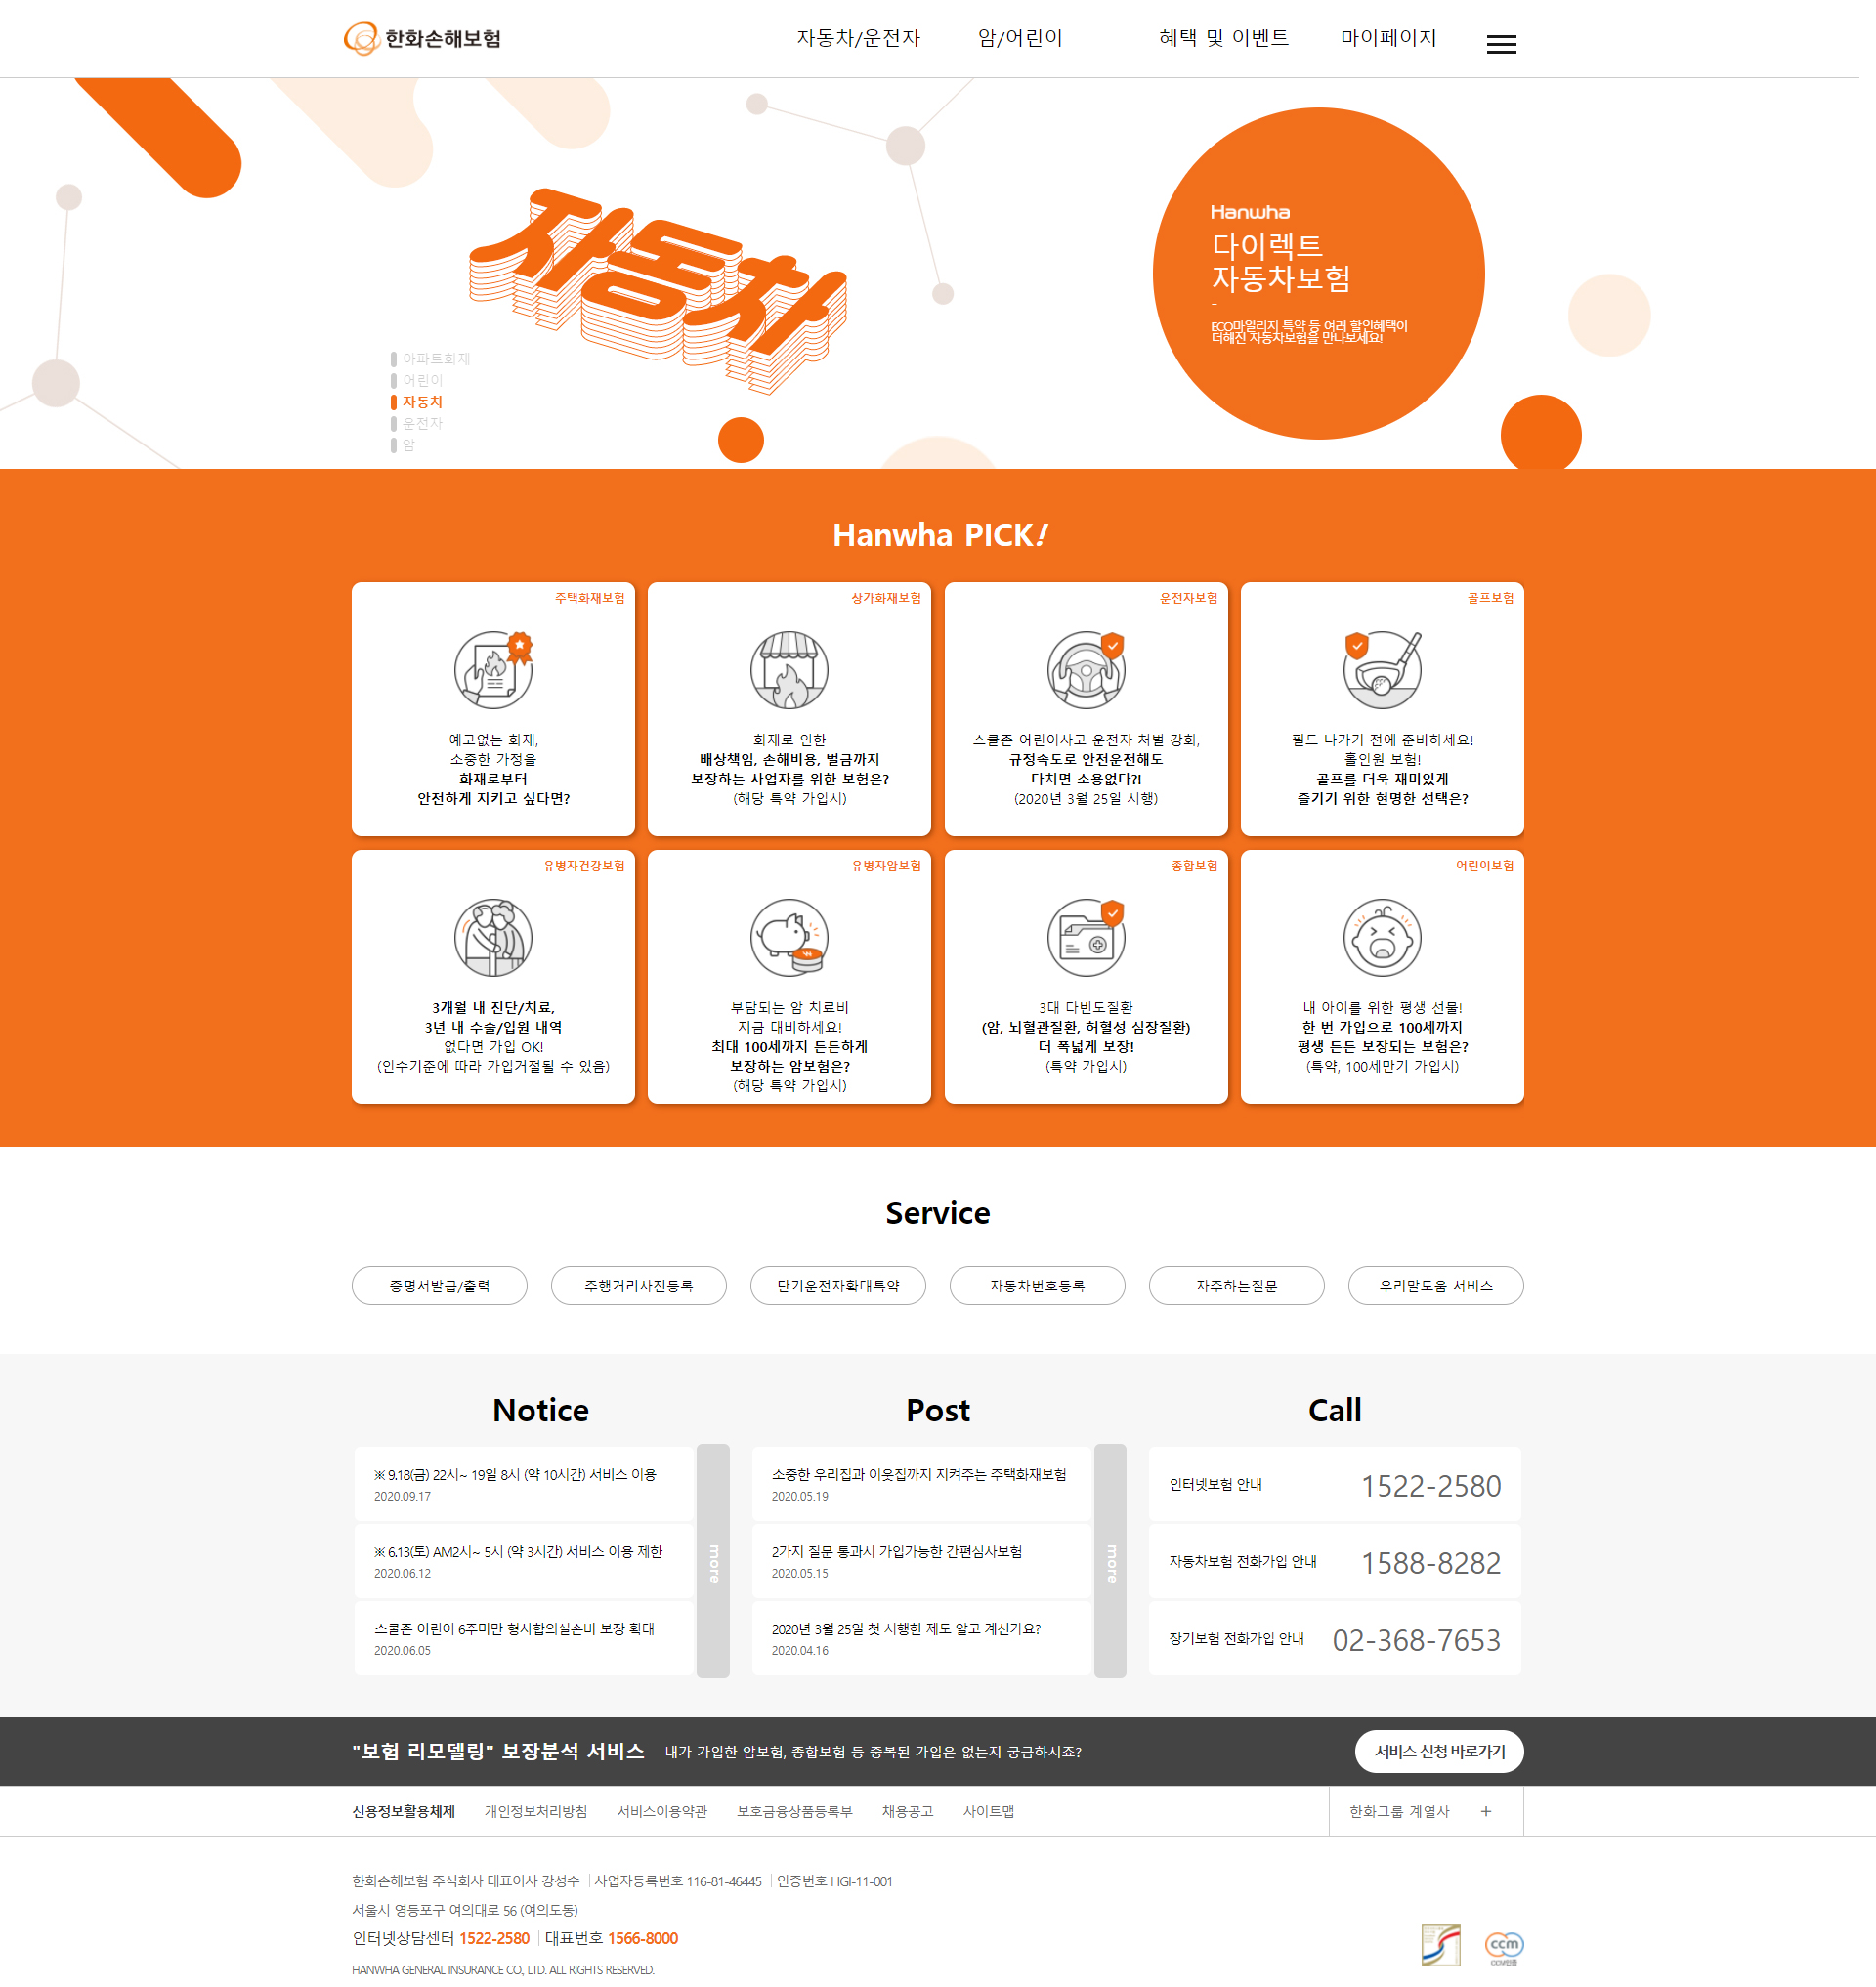 한화손해보험
자동차/운전자
암/어린이
혜택 및 이벤트
마이페이지
자동차
아파트화재
어린이
자동차
운전자
암
Hanwha
다이렉트
자동차보험
-
ECO마일리지 특약 등 여러 할인혜택이
더해진 자동차보험을 만나보세요!
Hanwha PICK!
주택화재보험
예고없는 화재,
소중한 가정을
화재로부터
안전하게 지키고 싶다면?
상가화재보험
화재로 인한
배상책임, 손해비용, 벌금까지
보장하는 사업자를 위한 보험은?
(해당 특약 가입시)
운전자보험
스쿨존 어린이사고 운전자 처벌 강화,
규정속도로 안전운전해도
다치면 소용없다?!
(2020년 3월 25일 시행)
골프보험
필드 나가기 전에 준비하세요!
홀인원 보험!
골프를 더욱 재미있게
즐기기 위한 현명한 선택은?
유병자건강보험
3개월 내 진단/치료,
3년 내 수술/입원 내역
없다면 가입 OK!
(인수기준에 따라 가입거절될 수 있음)
유병자암보험
부담되는 암 치료비
지금 대비하세요!
최대 100세까지 든든하게
보장하는 암보험은?
(해당 특약 가입시)
종합보험
3대 다빈도질환
(암, 뇌혈관질환, 허혈성 심장질환)
더 폭넓게 보장!
(특약 가입시)
어린이보험
내 아이를 위한 평생 선물!
한 번 가입으로 100세까지
평생 든든 보장되는 보험은?
(특약, 100세만기 가입시)
Service
증명서발급/출력
주행거리사진등록
단기운전자확대특약
자동차번호등록
자주하는질문
우리말도움 서비스
Notice
※ 9.18(금) 22시~ 19일 8시 (약 10시간) 서비스 이용
2020.09.17
※ 6.13(토) AM2시~ 5시 (약 3시간) 서비스 이용 제한
2020.06.12
스쿨존 어린이 6주미만 형사합의실손비 보장 확대
2020.06.05
more
Post
소중한 우리집과 이웃집까지 지켜주는 주택화재보험
2020.05.19
2가지 질문 통과시 가입가능한 간편심사보험
2020.05.15
2020년 3월 25일 첫 시행한 제도 알고 계신가요?
2020.04.16
more
Call
인터넷보험 안내 1522-2580
자동차보험 전화가입 안내 1588-8282
장기보험 전화가입 안내 02-368-7653
"보험 리모델링" 보장분석 서비스 내가 가입한 암보험, 종합보험 등 중복된 가입은 없는지 궁금하시죠?
서비스 신청 바로가기
신용정보활용체제
개인정보처리방침
서비스이용약관
보호금융상품등록부
채용공고
사이트맵
한화그룹 계열사 +
한화손해보험 주식회사 대표이사 강성수 | 사업자등록번호 116-81-46445 | 인증번호 HGI-11-001
서울시 영등포구 여의대로 56 (여의도동)
인터넷상담센터 1522-2580 | 대표번호 1566-8000
HANWHA GENERAL INSURANCE CO., LTD. ALL RIGHTS RESERVED.
ccm